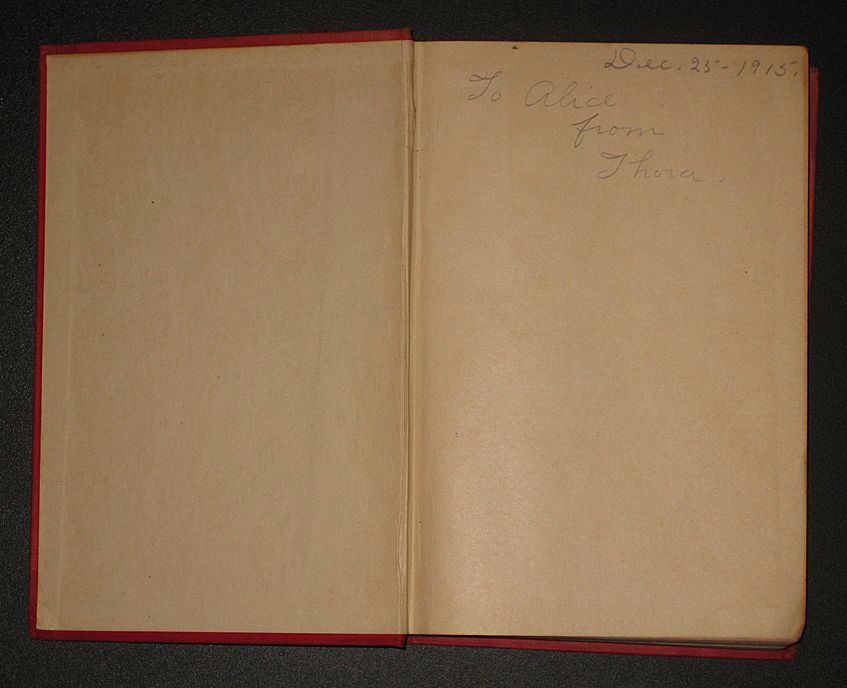 Dec. 25-1915.
To Alice
from
Thora.